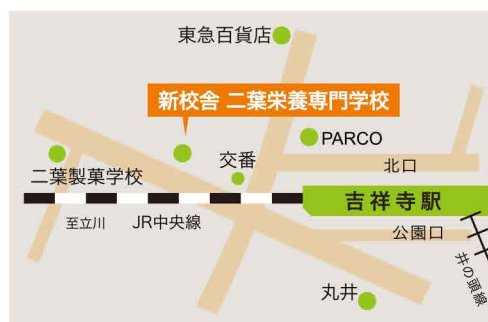 東急百貨店
新校舎 二葉栄養専門学校
PARCO
交番
北口
二葉製菓学校
吉祥寺駅
至立川
JR中央線
公園口
井の頭線
丸井